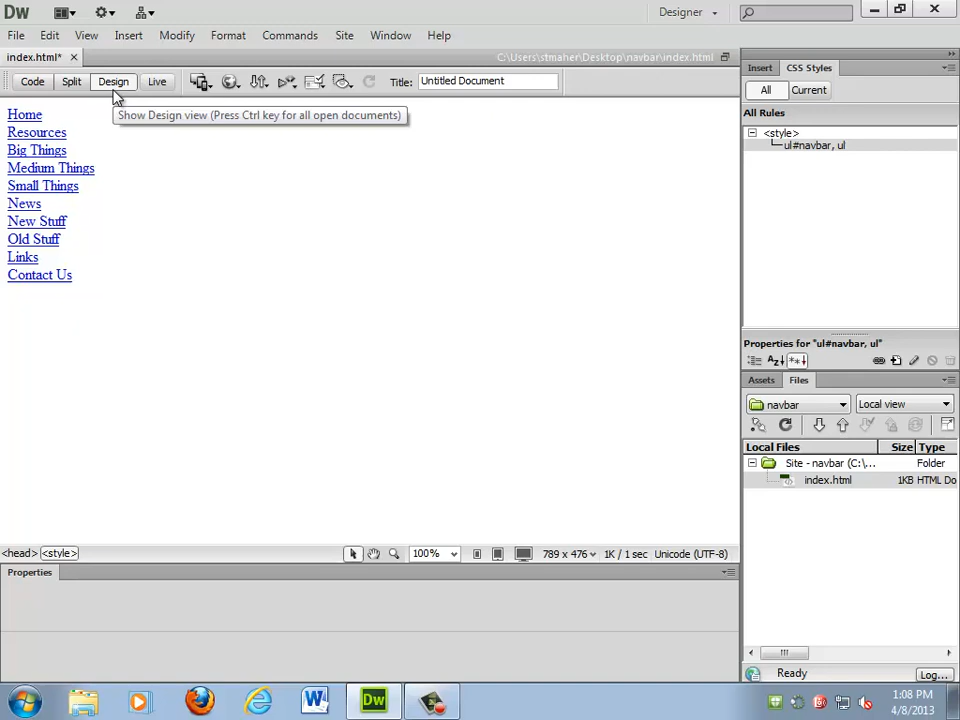 Dw
Designer
File Edit View Insert Modify Format Commands Site Window Help
index.html* C:\Users\stmaher\Desktop\navbar\index.html
Code Split Design Live Title: Untitled Document
Show Design view (Press Ctrl key for all open documents)
Home
Resources
Big Things
Medium Things
Small Things
News
New Stuff
Old Stuff
Links
Contact Us
Insert CSS Styles
All Current
All Rules
<style>
ul#navbar, ul
Properties for "ul#navbar, ul"
Assets Files
navbar Local view
Local Files Size Type
Site - navbar (C:\... Folder
index.html 1KB HTML Do
<head> <style> 100% 789 x 476 1K / 1 sec Unicode (UTF-8)
Properties
Ready Log...
Dw
1:08 PM
4/8/2013